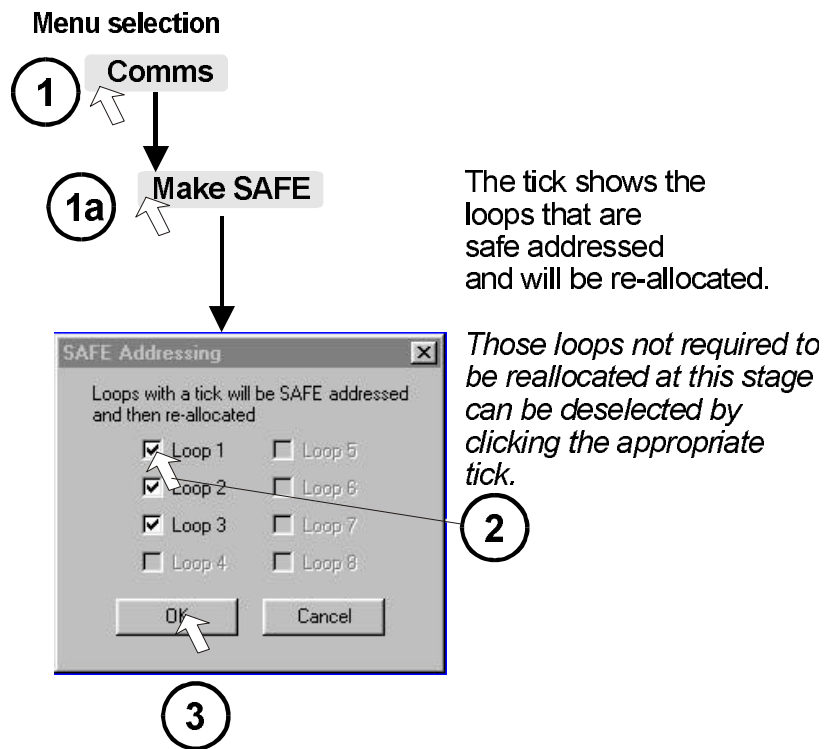 Menu selection
1
Comms
1a
Make SAFE
The tick shows the
loops that are
safe addressed
and will be re-allocated.
Those loops not required to
be reallocated at this stage
can be deselected by
clicking the appropriate
tick.
SAFE Addressing
Loops with a tick will be SAFE addressed
and then re-allocated
Loop 1 Loop 5
Loop 2 Loop 6
Loop 3 Loop 7
Loop 4 Loop 8
2
OK Cancel
3